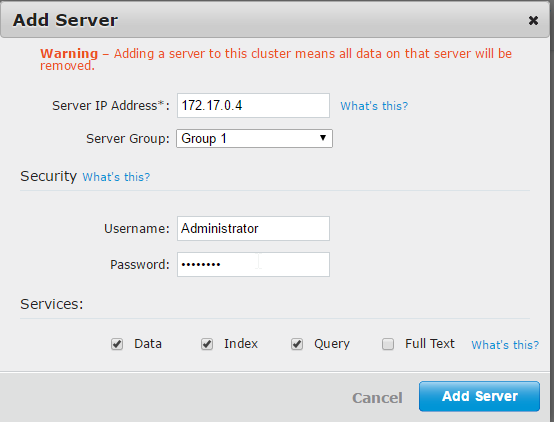 Add Server ×
Warning – Adding a server to this cluster means all data on that server will be
removed.
Server IP Address*: 172.17.0.4 What's this?
Server Group: Group 1
Security What's this?
Username: Administrator
Password: ••••••••
Services:
Data Index Query Full Text What's this?
Cancel Add Server